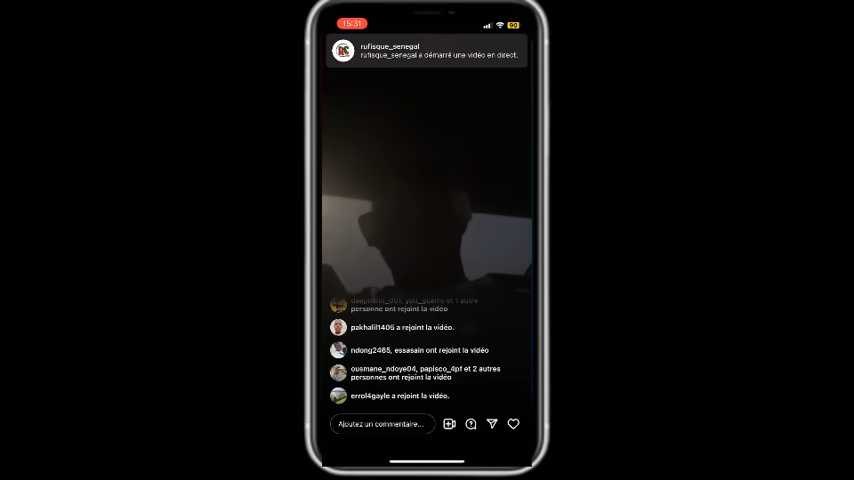 15:31
90
rufisque_senegal
rufisque_senegal a démarré une vidéo en direct.
personne ont rejoint la vidéo
pakhalil1405 a rejoint la vidéo.
ndong2465, essasain ont rejoint la vidéo
ousmane_ndoye04, papisco_4pf et 2 autres
personnes ont rejoint la vidéo
errol4gayle a rejoint la vidéo.
Ajoutez un commentaire...